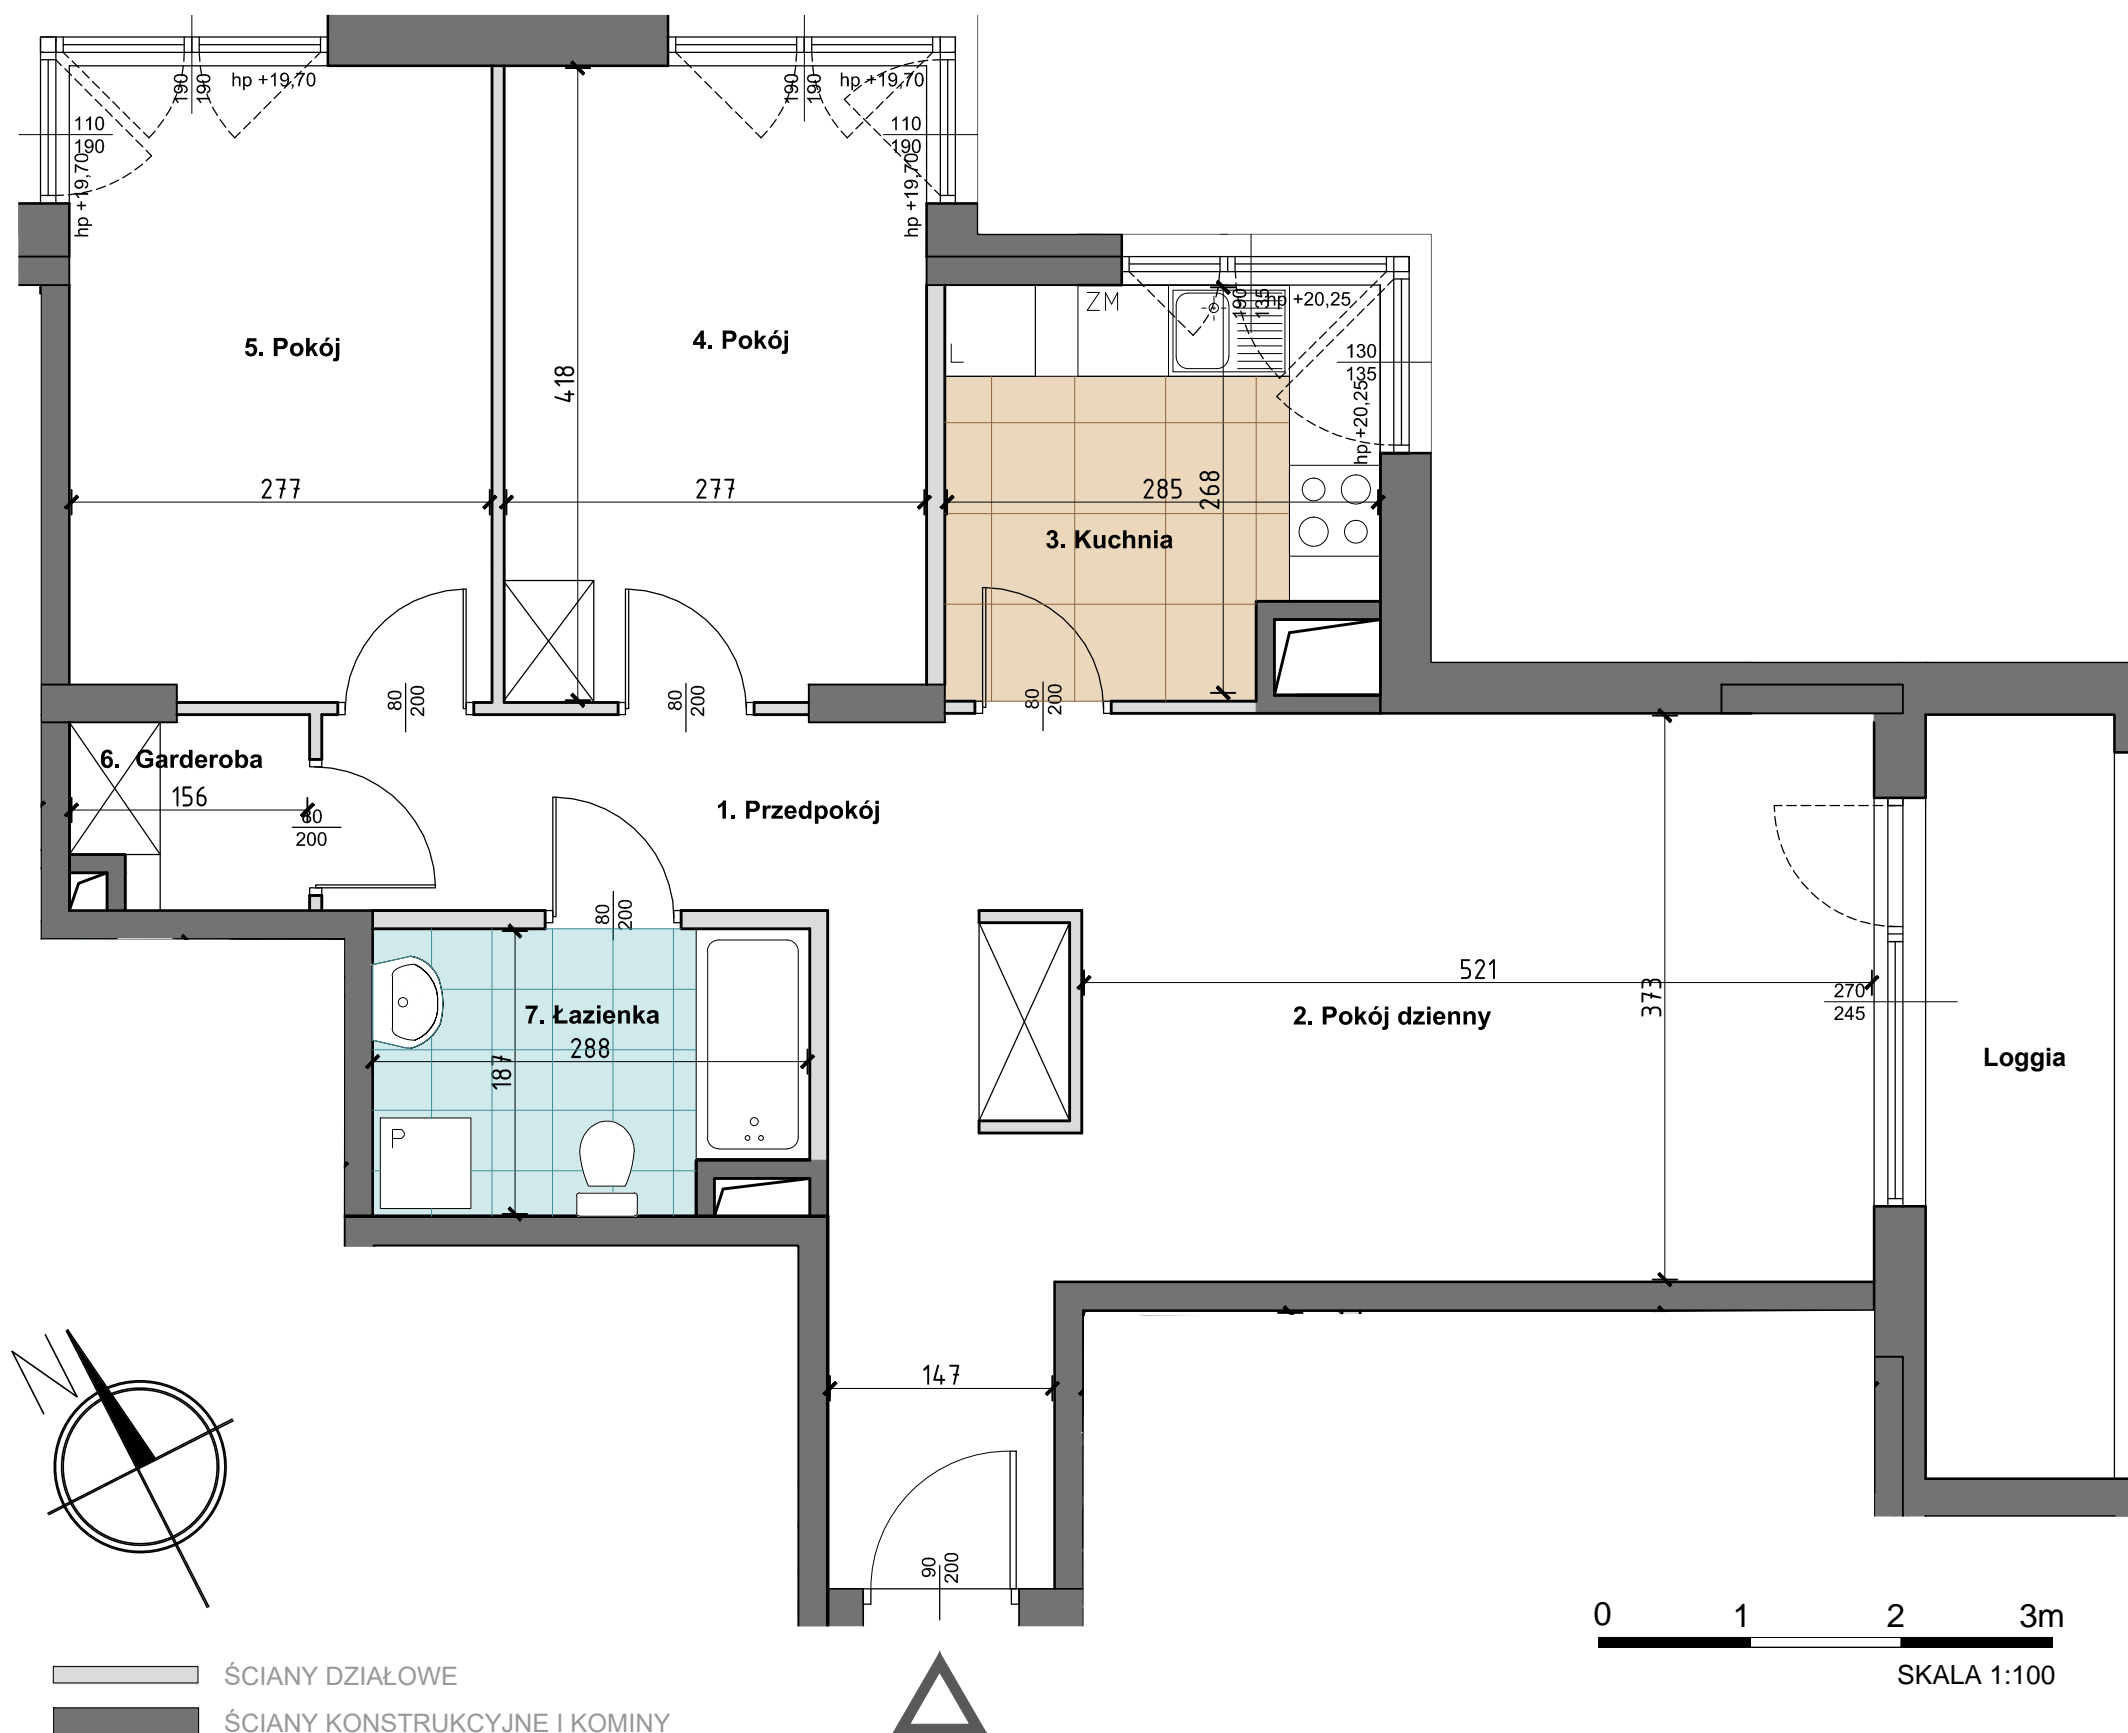 190
190
hp +19,70
110
190
hp +19,70
190
190
hp +19,70
110
190
hp +19,70
5. Pokój
4. Pokój
418
277
277
ZM
L
190
135
hp +20,25
130
135
hp +20,25
285
268
3. Kuchnia
80
200
80
200
80
200
6. Garderoba
156
80
200
1. Przedpokój
80
200
7. Łazienka
288
187
P
521
373
2. Pokój dzienny
270
245
Loggia
147
90
200
N
0 1 2 3m
SKALA 1:100
ŚCIANY DZIAŁOWE
ŚCIANY KONSTRUKCYJNE I KOMINY